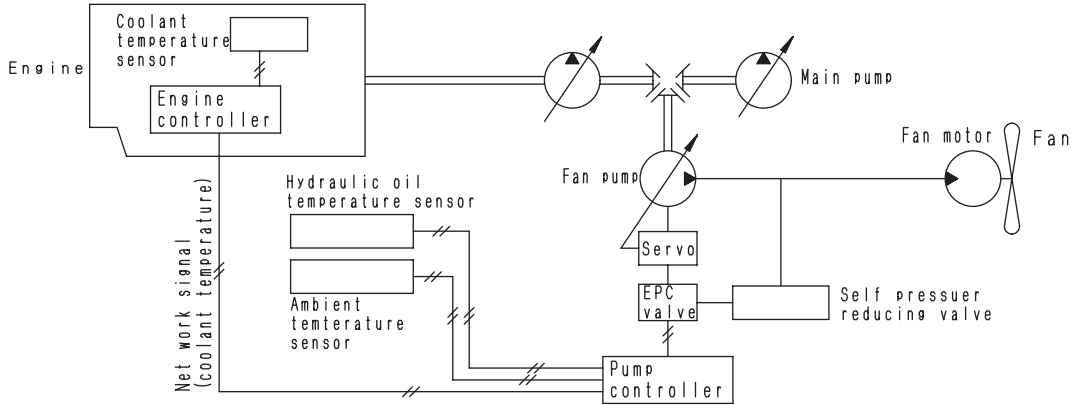 Coolant
temperature
sensor
Engine
Engine
controller
Main pump
Fan motor
Fan
Fan pump
Hydraulic oil
temperature sensor
Servo
Net work signal
(coolant temperature)
EPC
valve
Self pressuer
reducing valve
Ambient
temterature
sensor
Pump
controller